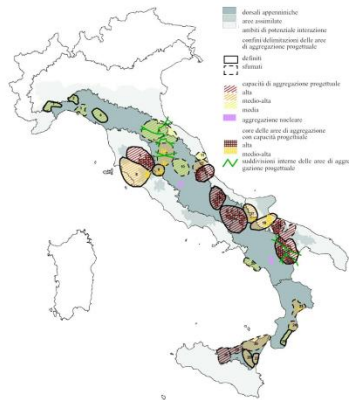 dorsali appenniniche
aree assimilate
ambiti di potenziale interazione
confini/delimitazioni delle aree
di aggregazione progettuale
definiti
sfumati
capacità di aggregazione progettuale
alta
medio-alta
media
aggregazione nucleare
core delle aree di aggregazione
con capacità progettuale
alta
medio-alta
suddivisioni interne delle aree di aggre
gazione progettuale